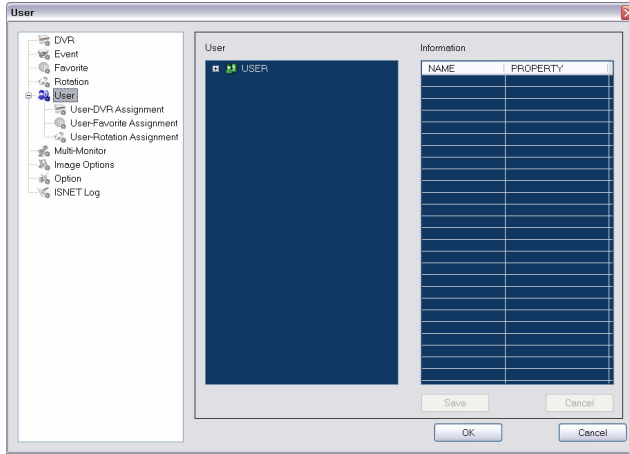 User
DVR
Event
Favorite
Rotation
User
User-DVR Assignment
User-Favorite Assignment
User-Rotation Assignment
Multi-Monitor
Image Options
Option
ISNET Log
User
USER
Information
NAME PROPERTY
Save Cancel
OK Cancel